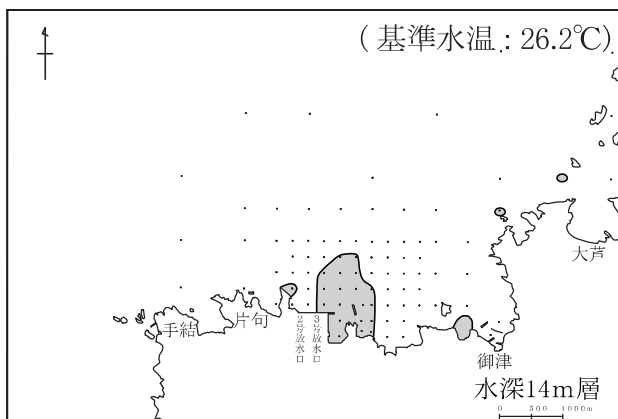 (基準水温:26.2℃)
大芦
手結
片句
2号放水口
3号放水口
御津
水深14m層
0 500 1000m